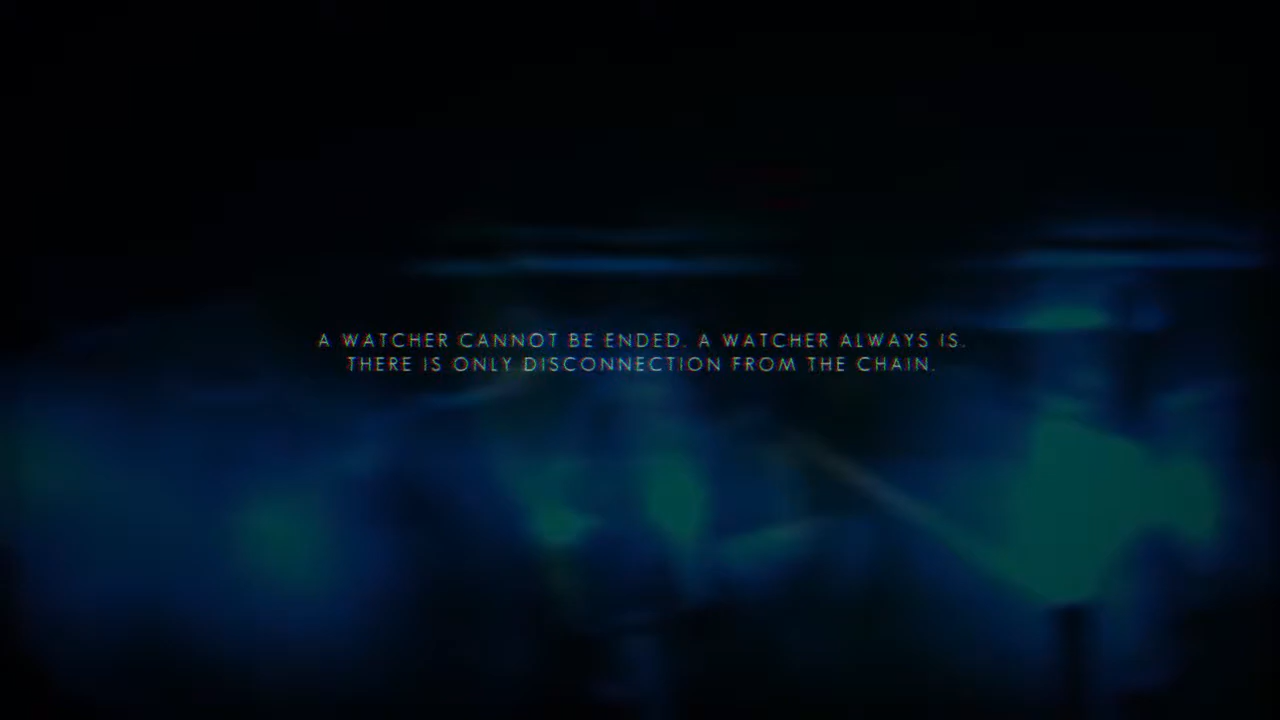 A WATCHER CANNOT BE ENDED. A WATCHER ALWAYS IS.
THERE IS ONLY DISCONNECTION FROM THE CHAIN.